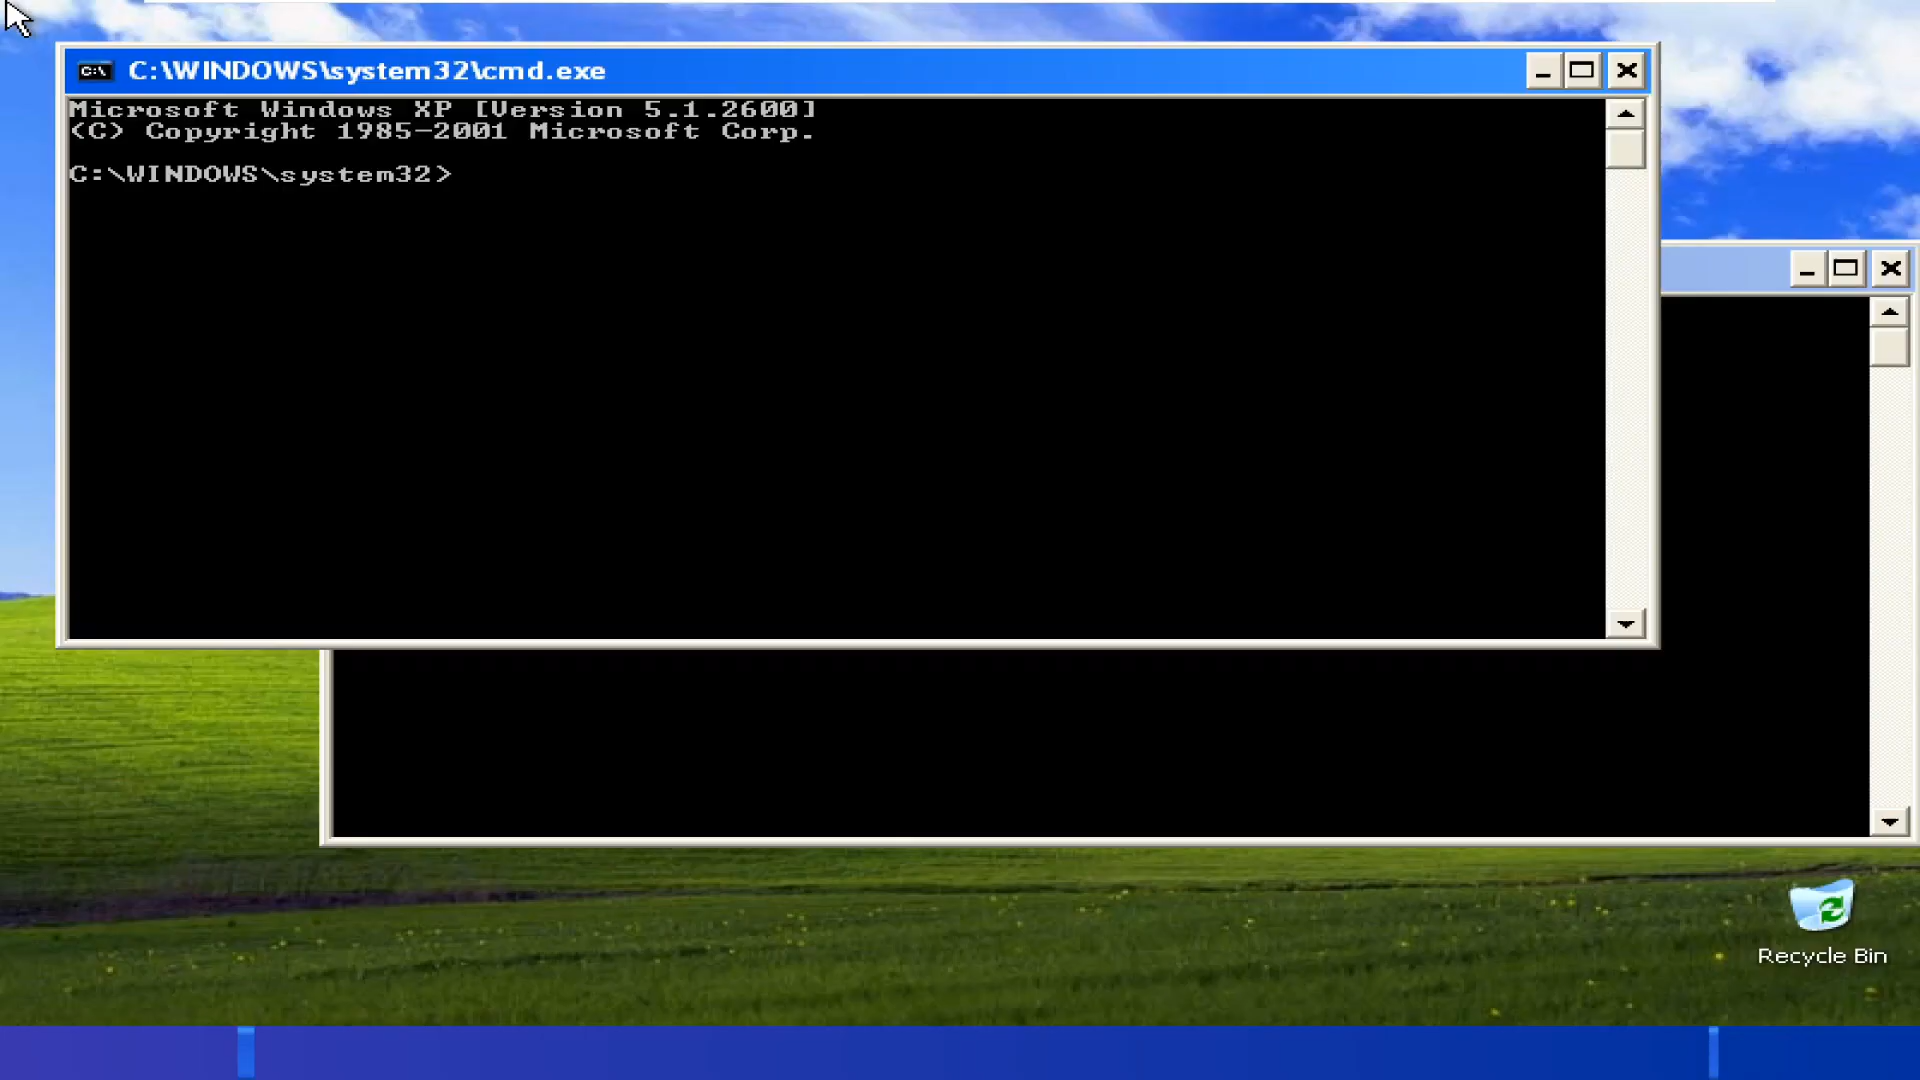 C:\WINDOWS\system32\cmd.exe
Microsoft Windows XP [Version 5.1.2600]
(C) Copyright 1985-2001 Microsoft Corp.
C:\WINDOWS\system32>
Recycle Bin